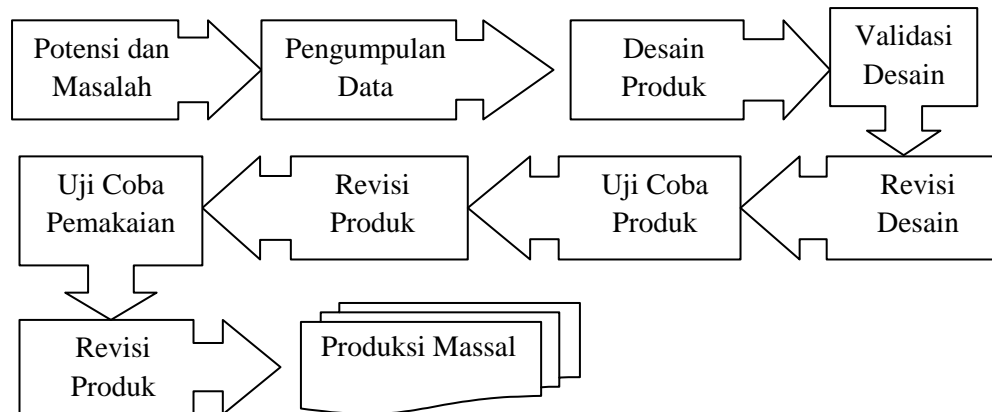 Potensi dan
Masalah
Pengumpulan
Data
Desain
Produk
Validasi
Desain
Revisi
Desain
Uji Coba
Produk
Revisi
Produk
Uji Coba
Pemakaian
Revisi
Produk
Produksi Massal